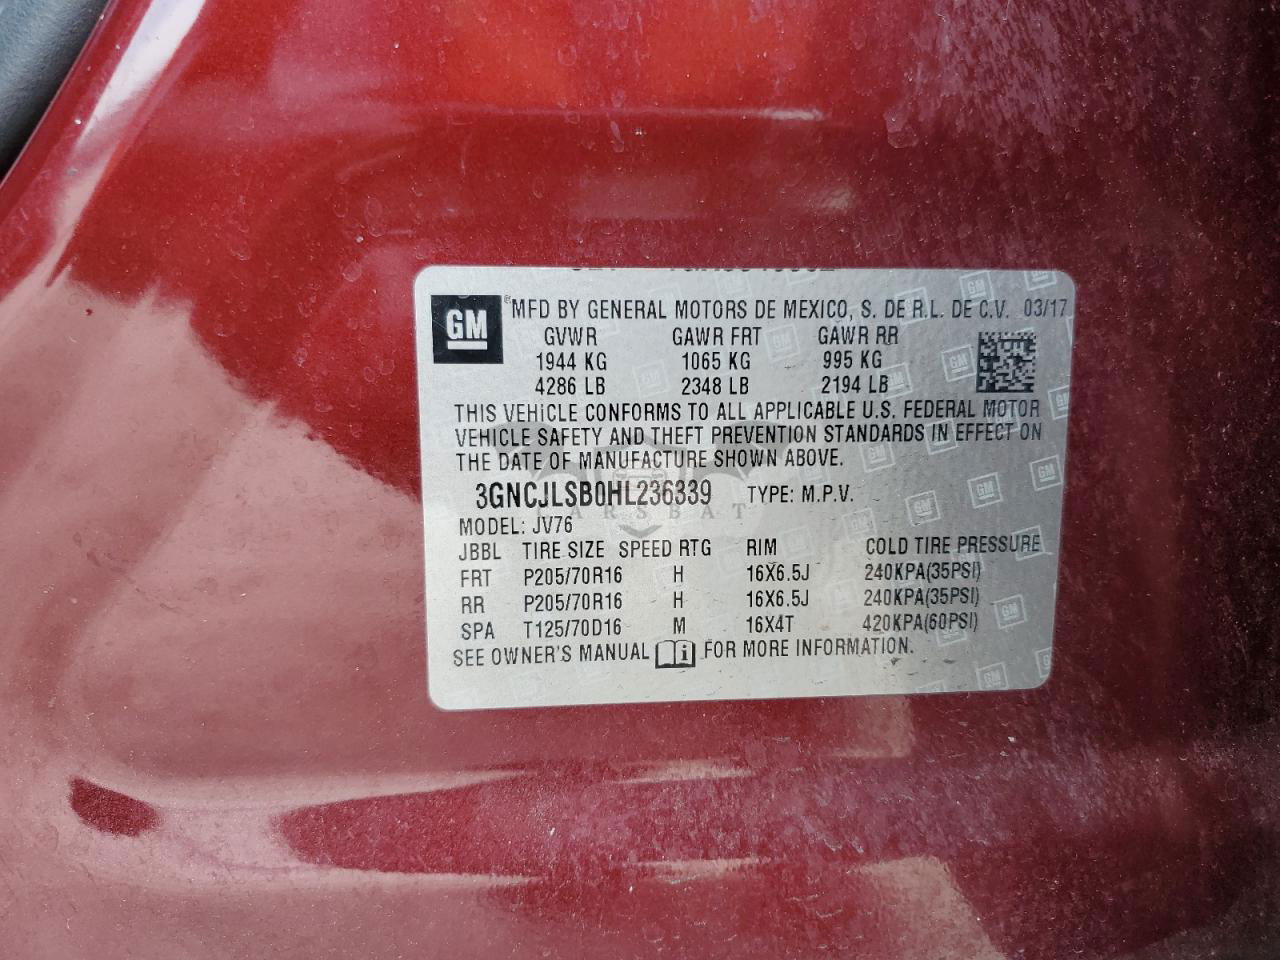 GM® MFD BY GENERAL MOTORS DE MEXICO, S. DE R.L. DE C.V. 03/17
GVWR GAWR FRT GAWR RR
1944 KG 1065 KG 995 KG
4286 LB 2348 LB 2194 LB
THIS VEHICLE CONFORMS TO ALL APPLICABLE U.S. FEDERAL MOTOR
VEHICLE SAFETY AND THEFT PREVENTION STANDARDS IN EFFECT ON
THE DATE OF MANUFACTURE SHOWN ABOVE.
3GNCJLSB0HL236339 TYPE: M.P.V.
CARSBAT
MODEL: JV76
JBBL TIRE SIZE SPEED RTG RIM COLD TIRE PRESSURE
FRT P205/70R16 H 16X6.5J 240KPA(35PSI)
RR P205/70R16 H 16X6.5J 240KPA(35PSI)
SPA T125/70D16 M 16X4T 420KPA(60PSI)
SEE OWNER'S MANUAL i FOR MORE INFORMATION.